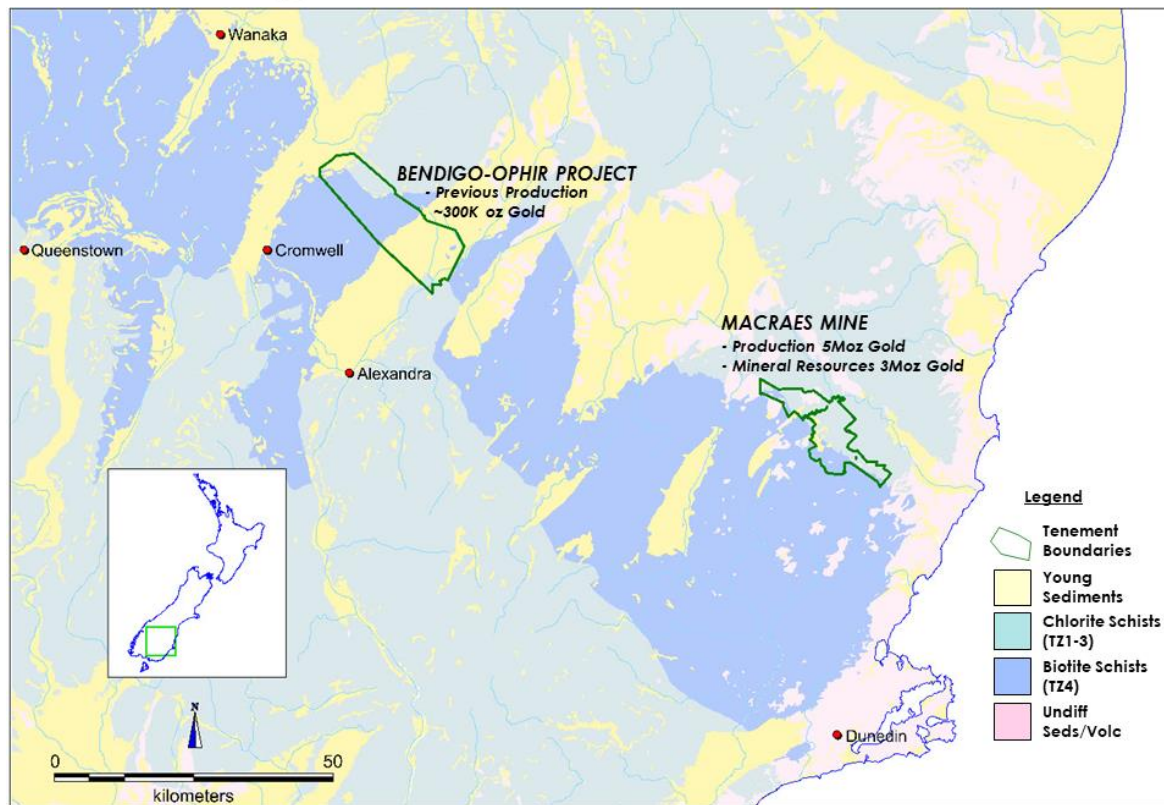 Wanaka
BENDIGO-OPHIR PROJECT
- Previous Production
~300K oz Gold
Queenstown
Cromwell
MACRAES MINE
- Production 5Moz Gold
- Mineral Resources 3Moz Gold
Alexandra
Legend
Tenement
Boundaries
Young
Sediments
Chlorite Schists
(TZ1-3)
Biotite Schists
(TZ4)
Undiff
Seds/Volc
N
Dunedin
0
50
kilometers